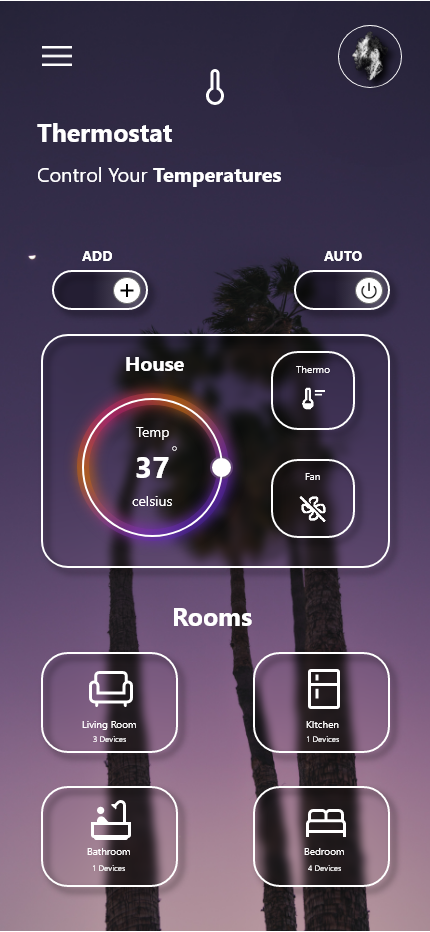 Thermostat
Control Your Temperatures
ADD
AUTO
House
Thermo
Temp
37°
celsius
Fan
Rooms
Living Room
3 Devices
KItchen
1 Devices
Bathroom
1 Devices
Bedroom
4 Devices